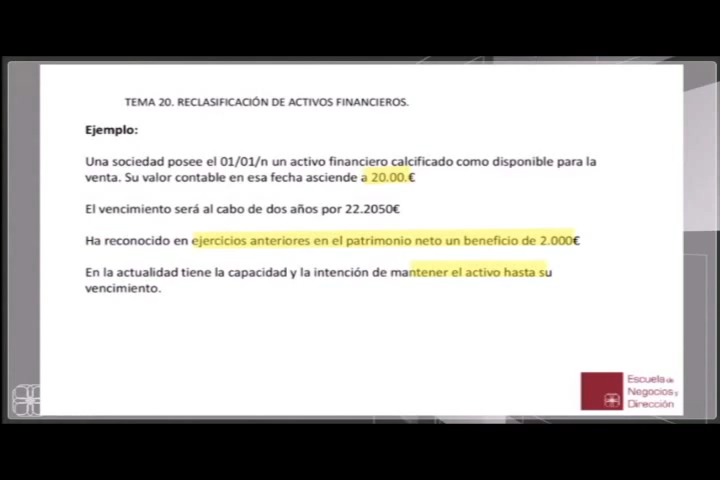 TEMA 20. RECLASIFICACIÓN DE ACTIVOS FINANCIEROS.
Ejemplo:
Una sociedad posee el 01/01/n un activo financiero calcificado como disponible para la
venta. Su valor contable en esa fecha asciende a 20.00.€
El vencimiento será al cabo de dos años por 22.2050€
Ha reconocido en ejercicios anteriores en el patrimonio neto un beneficio de 2.000€
En la actualidad tiene la capacidad y la intención de mantener el activo hasta su
vencimiento.
Escuela de
Negocios y
Dirección